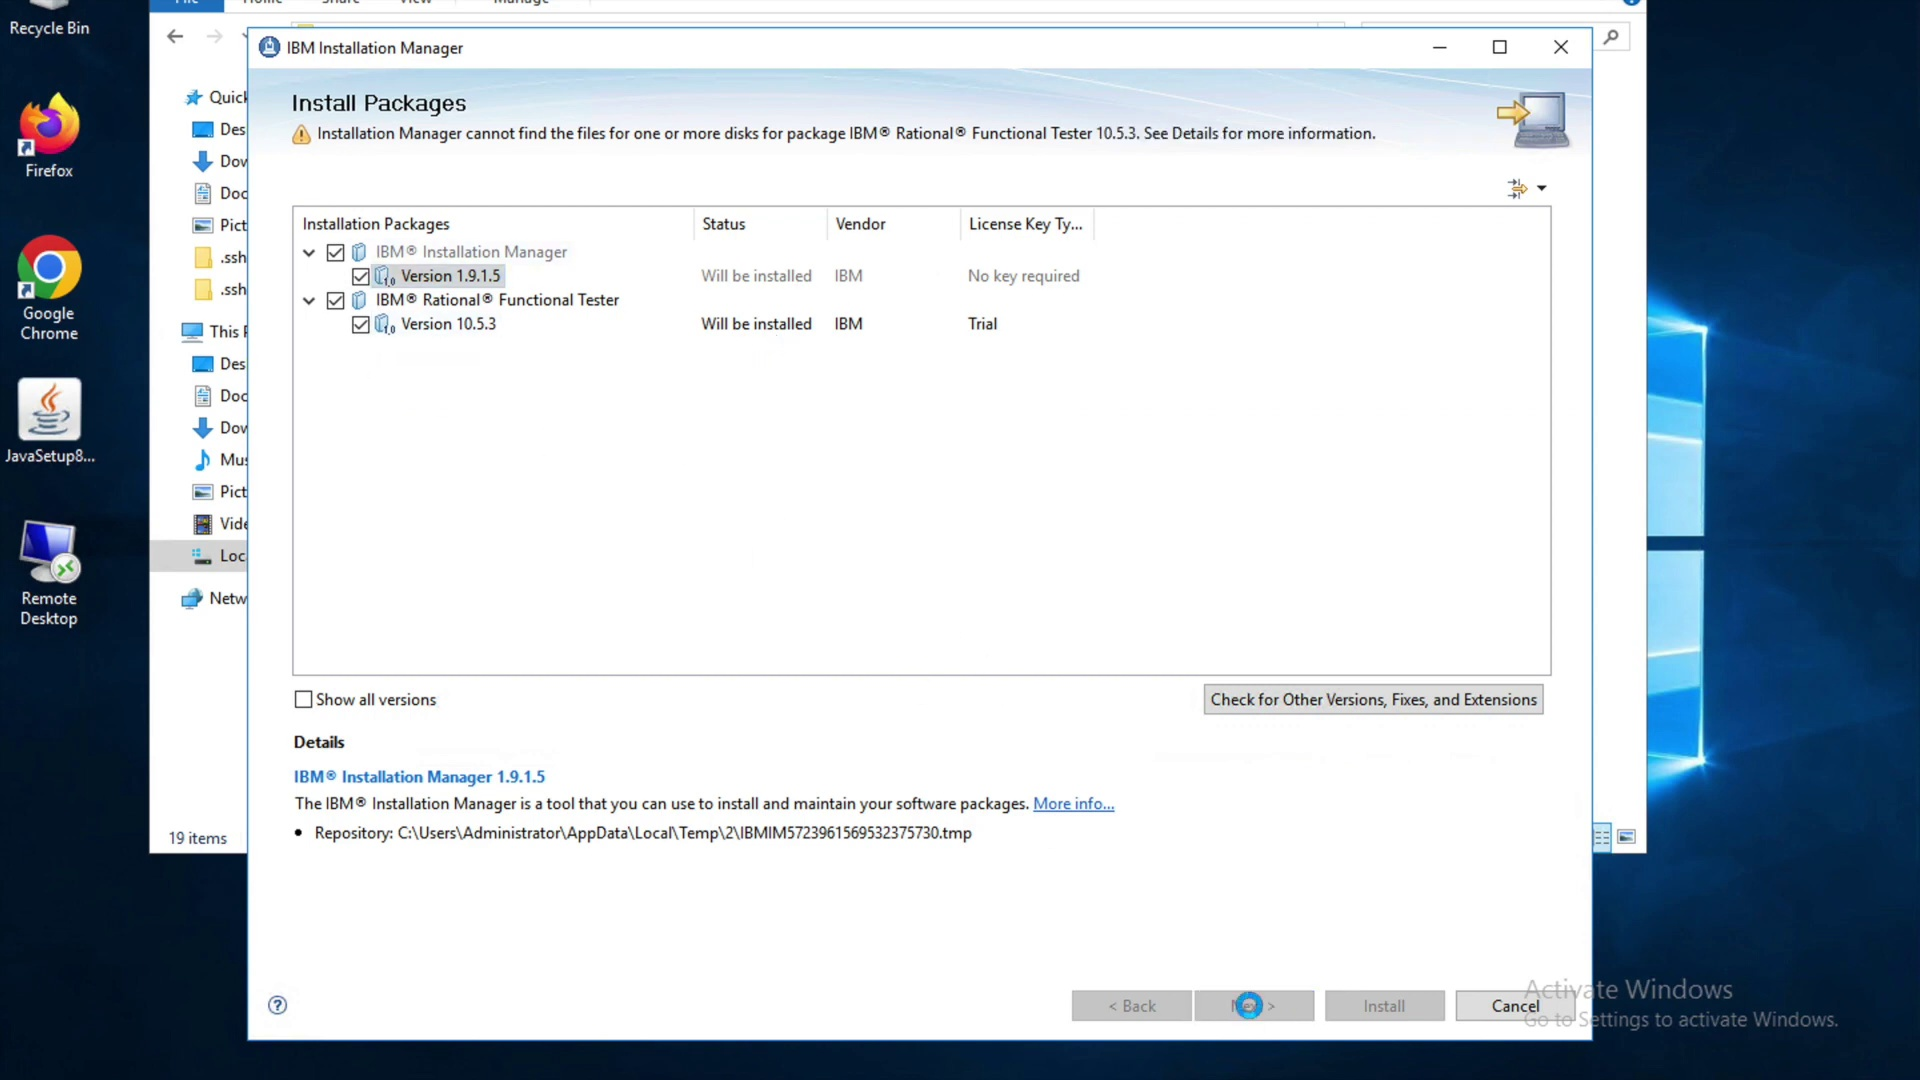 Recycle Bin
Firefox
Google
Chrome
JavaSetup8...
Remote
Desktop
Manage
Quick
Des
Dow
Doc
Pict
.ssh
.ssh
This P
Des
Doc
Dow
Mus
Pict
Vide
Loc
Netw
19 items
IBM Installation Manager
Install Packages
Installation Manager cannot find the files for one or more disks for package IBM® Rational® Functional Tester 10.5.3. See Details for more information.
Installation Packages Status Vendor License Key Ty...
IBM® Installation Manager
Version 1.9.1.5 Will be installed IBM No key required
IBM® Rational® Functional Tester
Version 10.5.3 Will be installed IBM Trial
Show all versions
Check for Other Versions, Fixes, and Extensions
Details
IBM® Installation Manager 1.9.1.5
The IBM® Installation Manager is a tool that you can use to install and maintain your software packages. More info...
Repository: C:\Users\Administrator\AppData\Local\Temp\2\IBMIM5723961569532375730.tmp
< Back
>
Install
Cancel
Activate Windows
Go to Settings to activate Windows.